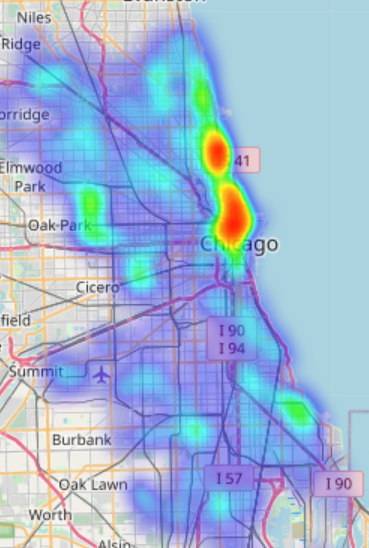 Evanston
Niles
Ridge
orridge
41
Elmwood
Park
Oak Park
Chicago
Cicero
field
I 90
I 94
Summit
Burbank
I 57
I 90
Oak Lawn
Worth
Alsip